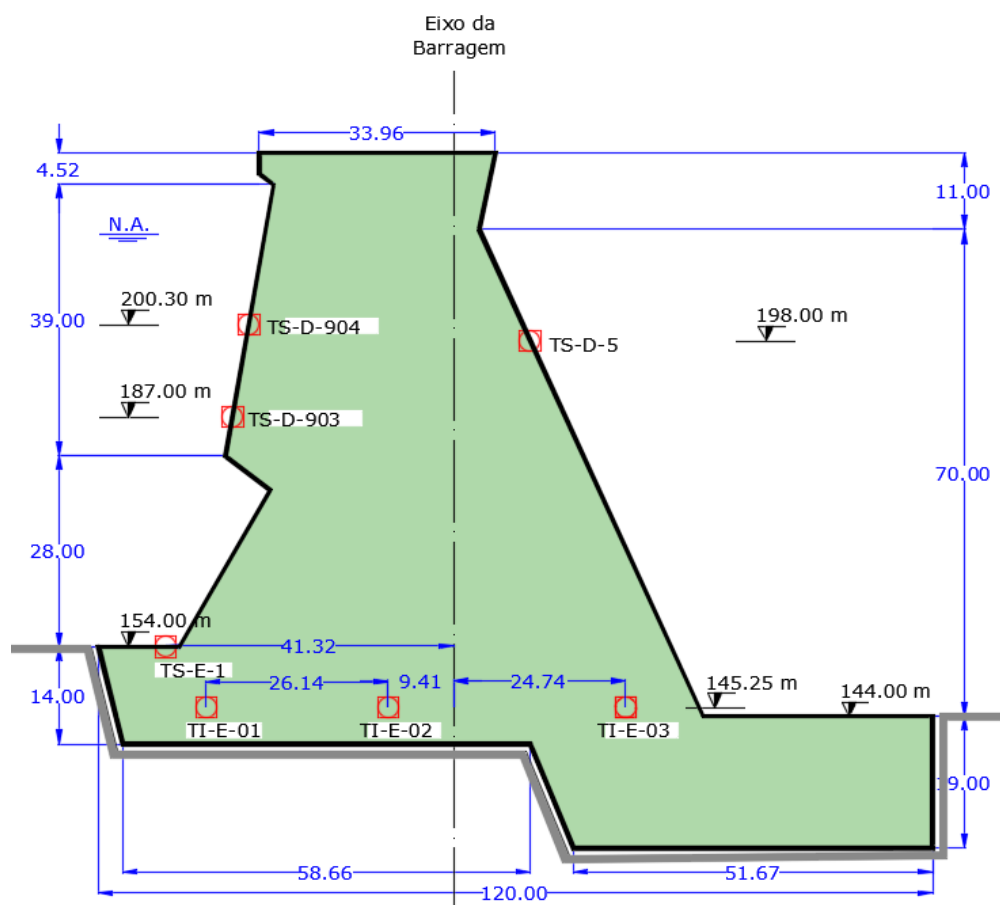 Eixo da
Barragem
33.96
4.52
11.00
N.A.
200.30 m
39.00
TS-D-904
198.00 m
TS-D-5
187.00 m
TS-D-903
70.00
28.00
154.00 m
41.32
TS-E-1
26.14
9.41
24.74
145.25 m
144.00 m
14.00
TI-E-01
TI-E-02
TI-E-03
19.00
58.66
51.67
120.00